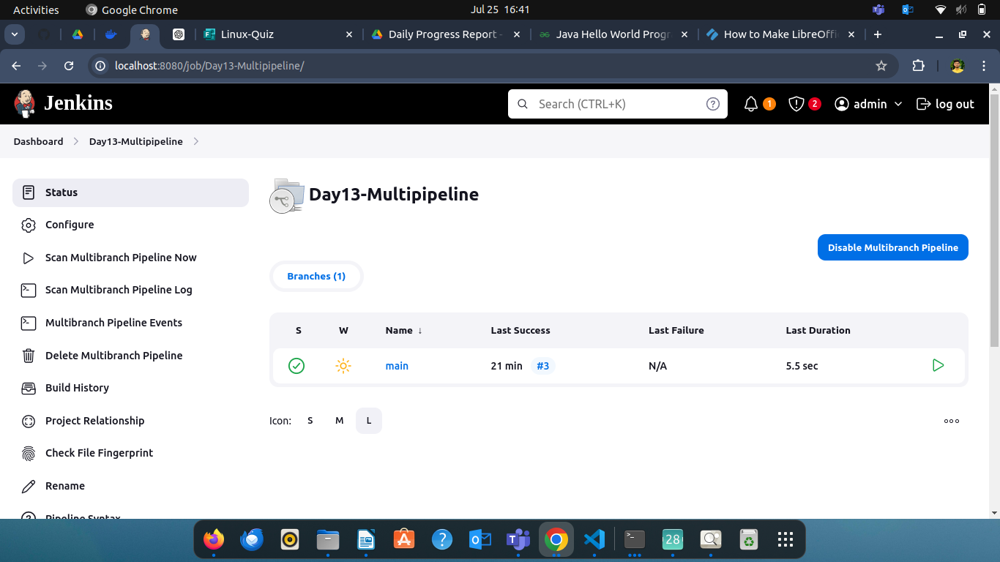 Activities Google Chrome Jul 25 16:41
Linux-Quiz Daily Progress Report - Java Hello World Progr How to Make LibreOffi
localhost:8080/job/Day13-Multipipeline/
Jenkins Search (CTRL+K) ? 1 2 admin log out
Dashboard Day13-Multipipeline
Status
Configure
Scan Multibranch Pipeline Now
Scan Multibranch Pipeline Log
Multibranch Pipeline Events
Delete Multibranch Pipeline
Build History
Project Relationship
Check File Fingerprint
Rename
Pipeline Syntax
Day13-Multipipeline
Disable Multibranch Pipeline
Branches (1)
S W Name ↓ Last Success Last Failure Last Duration
main 21 min #3 N/A 5.5 sec
Icon: S M L
28